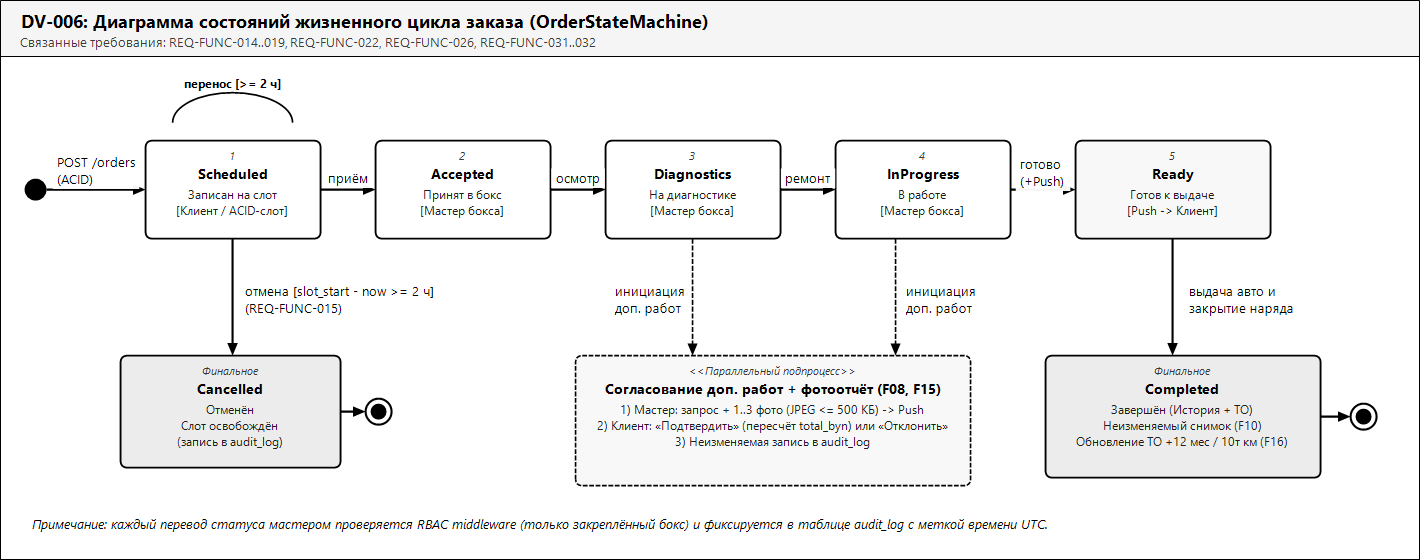 DV-006: Диаграмма состояний жизненного цикла заказа (OrderStateMachine)
Связанные требования: REQ-FUNC-014..019, REQ-FUNC-022, REQ-FUNC-026, REQ-FUNC-031..032
перенос [>= 2 ч]
POST /orders
(ACID)
1
Scheduled
Записан на слот
[Клиент / ACID-слот]
приём
2
Accepted
Принят в бокс
[Мастер бокса]
осмотр
3
Diagnostics
На диагностике
[Мастер бокса]
ремонт
4
InProgress
В работе
[Мастер бокса]
готово
(+Push)
5
Ready
Готов к выдаче
[Push -> Клиент]
отмена [slot_start - now >= 2 ч]
(REQ-FUNC-015)
инициация
доп. работ
инициация
доп. работ
выдача авто и
закрытие наряда
Финальное
Cancelled
Отменён
Слот освобождён
(запись в audit_log)
<<Параллельный подпроцесс>>
Согласование доп. работ + фотоотчёт (F08, F15)
1) Мастер: запрос + 1..3 фото (JPEG <= 500 КБ) -> Push
2) Клиент: «Подтвердить» (пересчёт total_byn) или «Отклонить»
3) Неизменяемая запись в audit_log
Финальное
Completed
Завершён (История + ТО)
Неизменяемый снимок (F10)
Обновление ТО +12 мес / 10т км (F16)
Примечание: каждый перевод статуса мастером проверяется RBAC middleware (только закреплённый бокс) и фиксируется в таблице audit_log с меткой времени UTC.